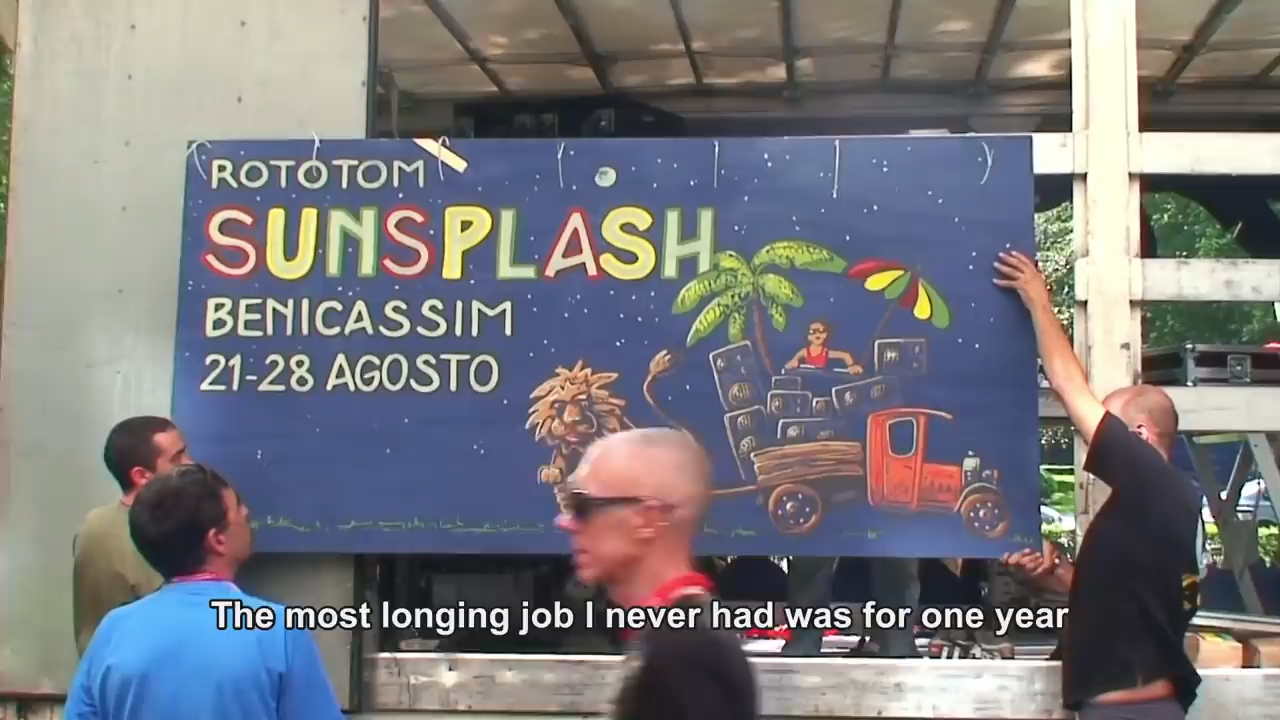 ROTOTOM
SUNSPLASH
BENICASSIM
21-28 AGOSTO
The most longing job I never had was for one year